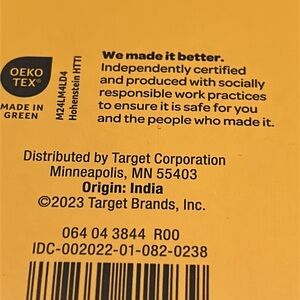 OEKO
TEX®
MADE IN
GREEN
M24LM4LD4
Hohenstein HTTI
We made it better.
Independently certified
and produced with socially
responsible work practices
to ensure it is safe for you
and the people who made it.
Distributed by Target Corporation
Minneapolis, MN 55403
Origin: India
©2023 Target Brands, Inc.
064 04 3844 R00
IDC-002022-01-082-0238